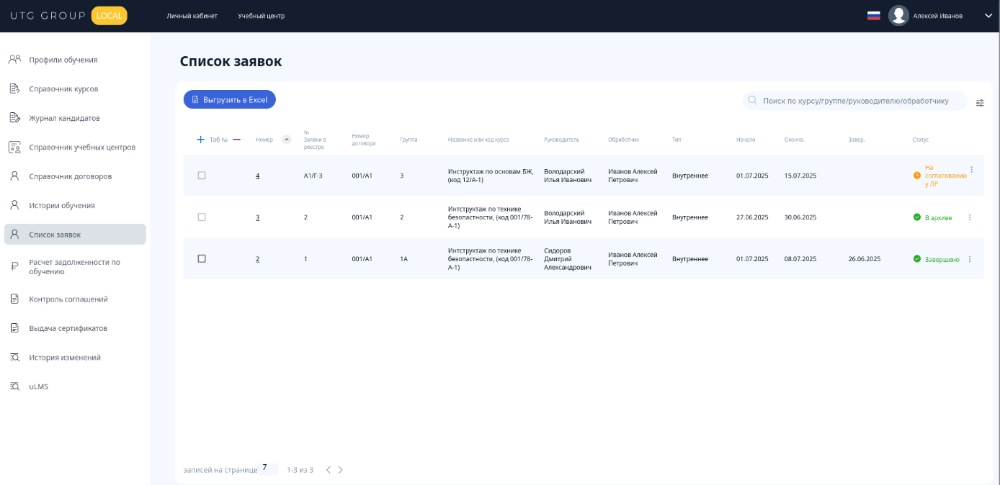 UTG GROUP LOCAL Личный кабинет Учебный центр Алексей Иванов
Профили обучения
Справочник курсов
Журнал кандидатов
Справочник учебных центров
Справочник договоров
Истории обучения
Список заявок
Расчет задолженности по
обучению
Контроль соглашений
Выдача сертификатов
История изменений
uLMS
Список заявок
Выгрузить в Excel
Поиск по курсу/группе/руководителю/обработчику
Таб №
Номер
№
Заявки в
реестре
Номер
договора
Группа
Название или код курса
Руководитель
Обработчик
Тип
Начало
Оконча.
Завер.
Статус
4
А1/Г-3
001/А1
3
Инструктаж по основам БЖ,
(код 12/А-1)
Володарский
Илья Иванович
Иванов Алексей
Петрович
Внутреннее
01.07.2025
15.07.2025
На
согласовании
у ЛР
3
2
001/А1
2
Интструктаж по технике
безопастности, (код 001/78-
А-1)
Володарский
Илья Иванович
Иванов Алексей
Петрович
Внутреннее
27.06.2025
30.06.2025
В архиве
2
1
001/А1
1А
Интструктаж по технике
безопастности, (код 001/78-
А-1)
Сидоров
Дмитрий
Александрович
Иванов Алексей
Петрович
Внутреннее
01.07.2025
08.07.2025
26.06.2025
Завершено
записей на странице 7 1-3 из 3